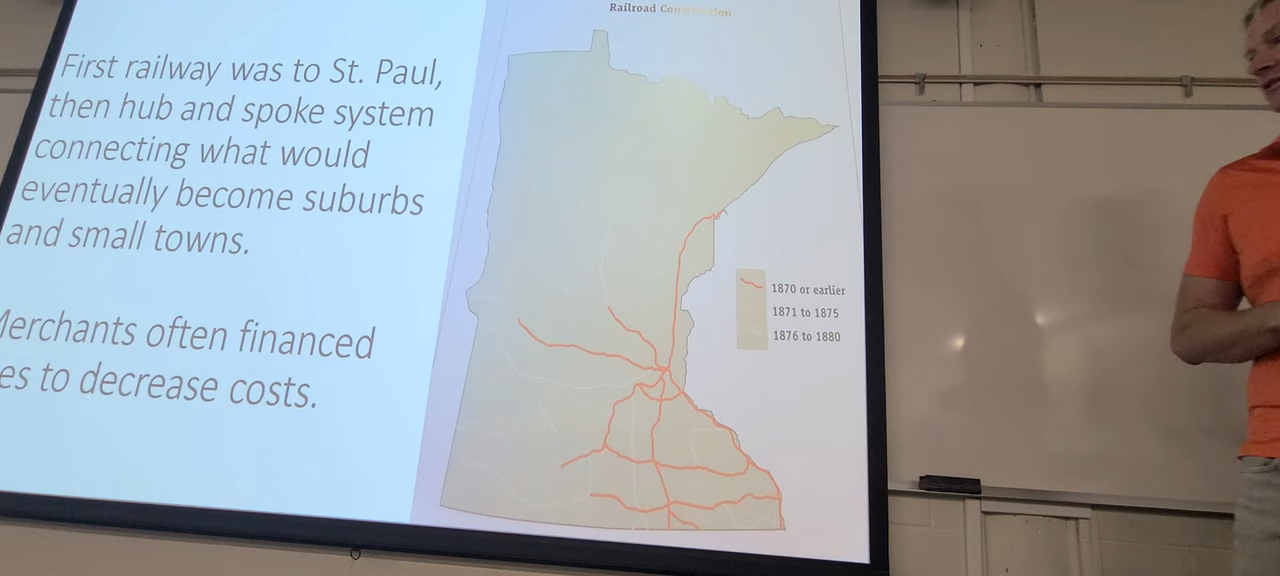 First railway was to St. Paul,
then hub and spoke system
connecting what would
eventually become suburbs
and small towns.
Merchants often financed
to decrease costs.
Railroad Construction
1870 or earlier
1871 to 1875
1876 to 1880